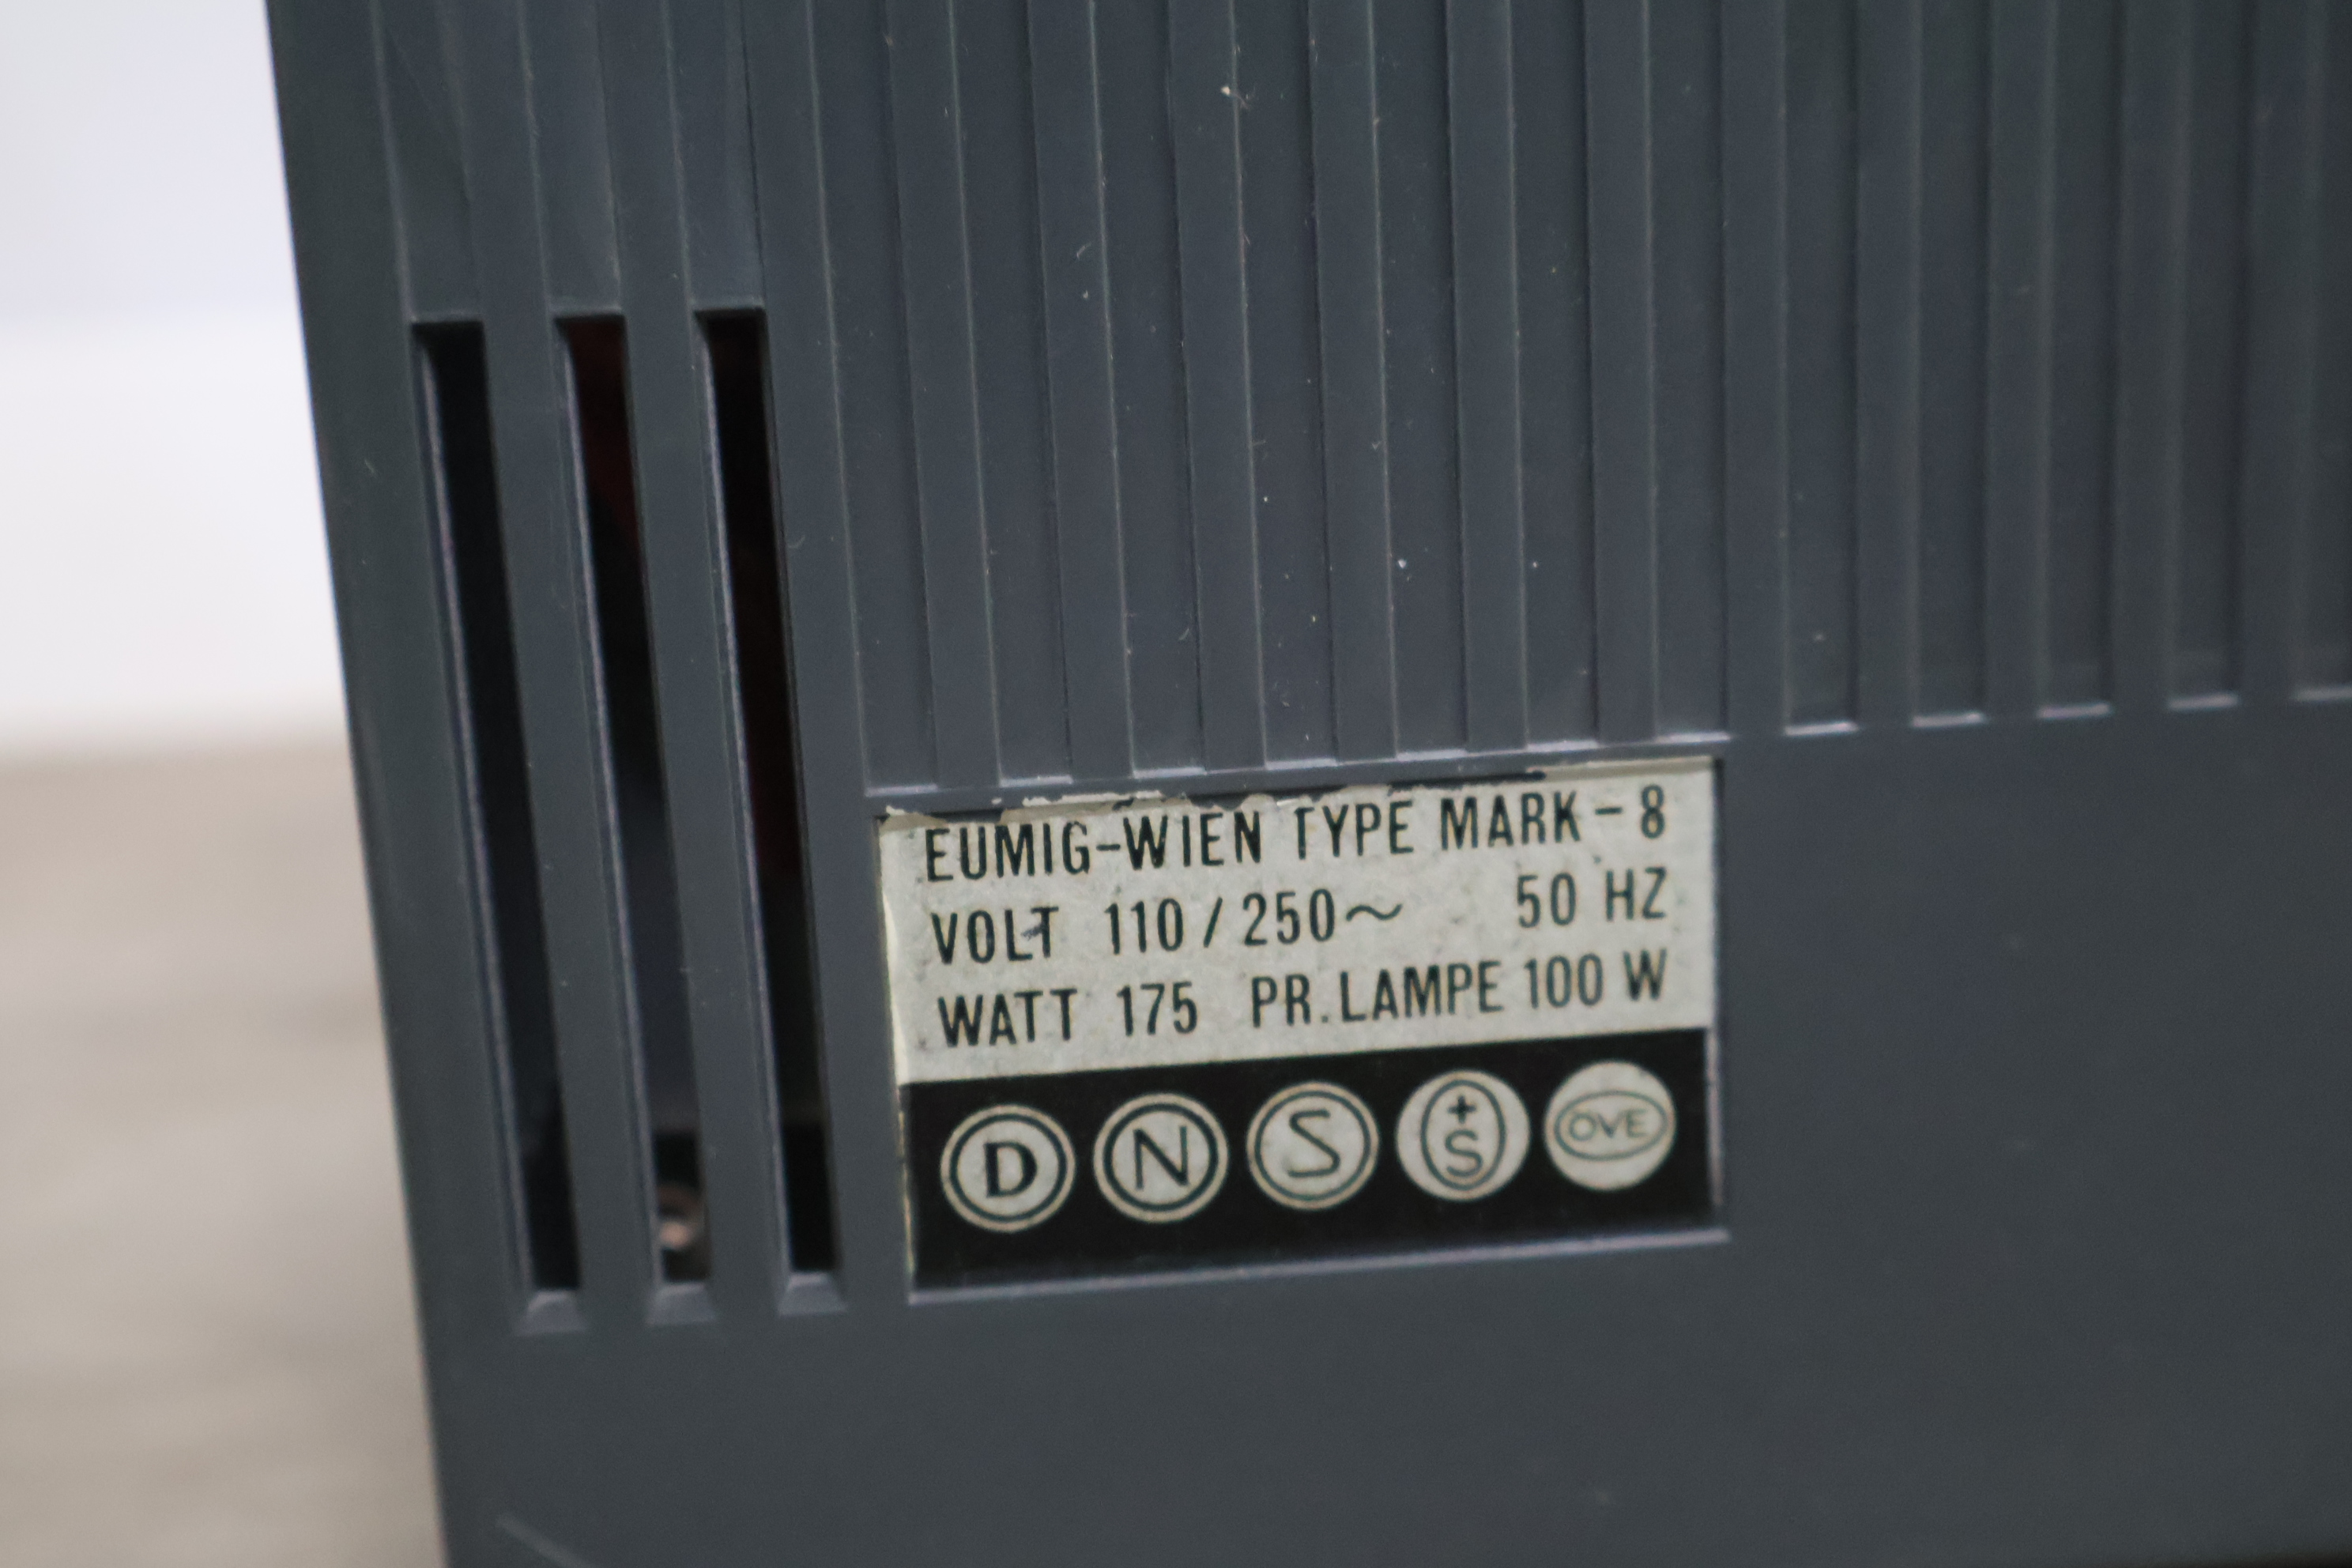 EUMIG-WIEN TYPE MARK-8
VOLT 110/250~ 50 HZ
WATT 175 PR.LAMPE 100 W
D N S +S OVE